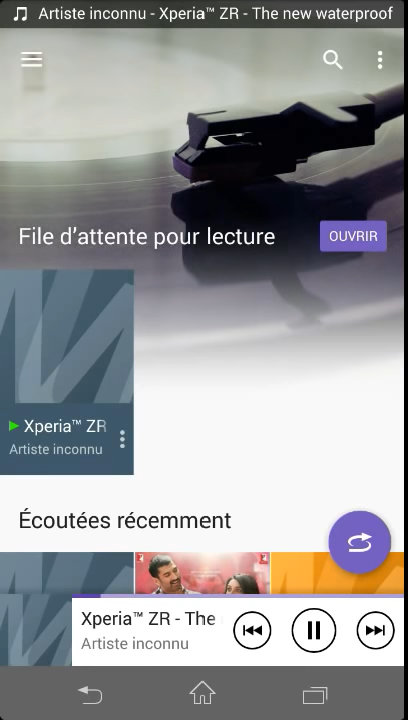 Artiste inconnu - Xperia™ ZR - The new waterproof
File d'attente pour lecture
OUVRIR
Xperia™ ZR
Artiste inconnu
Écoutées récemment
Xperia™ ZR - The
Artiste inconnu